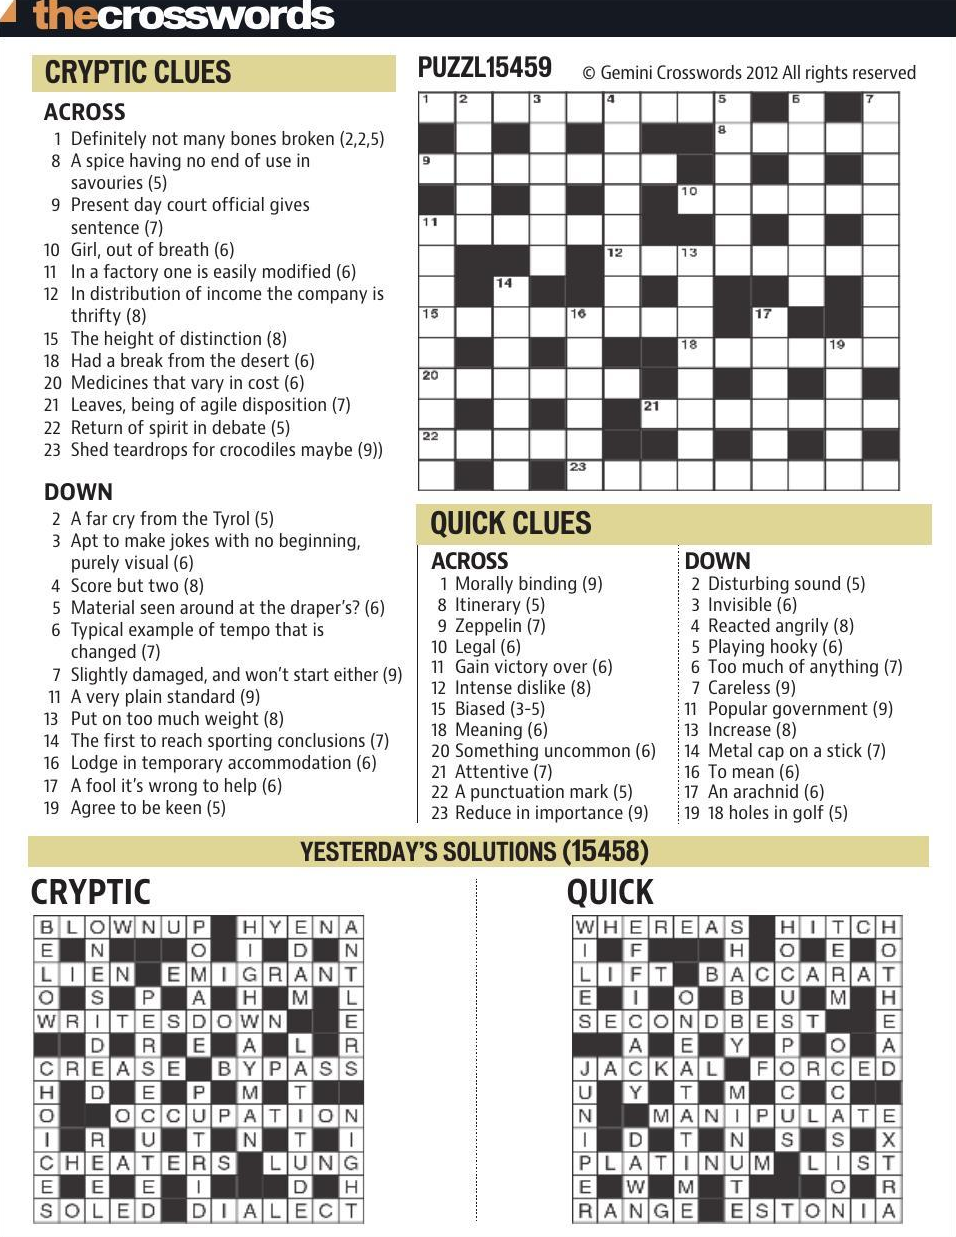 thecrosswords
CRYPTIC CLUES
ACROSS
1 Definitely not many bones broken (2,2,5)
8 A spice having no end of use in
savouries (5)
9 Present day court official gives
sentence (7)
10 Girl, out of breath (6)
11 In a factory one is easily modified (6)
12 In distribution of income the company is
thrifty (8)
15 The height of distinction (8)
18 Had a break from the desert (6)
20 Medicines that vary in cost (6)
21 Leaves, being of agile disposition (7)
22 Return of spirit in debate (5)
23 Shed teardrops for crocodiles maybe (9))
DOWN
2 A far cry from the Tyrol (5)
3 Apt to make jokes with no beginning,
purely visual (6)
4 Score but two (8)
5 Material seen around at the draper's? (6)
6 Typical example of tempo that is
changed (7)
7 Slightly damaged, and won't start either (9)
11 A very plain standard (9)
13 Put on too much weight (8)
14 The first to reach sporting conclusions (7)
16 Lodge in temporary accommodation (6)
17 A fool it's wrong to help (6)
19 Agree to be keen (5)
PUZZL15459 © Gemini Crosswords 2012 All rights reserved
1 2 3 4 5 6 7
8
9
10
11
12 13
14
15 16 17
18 19
20
21
22
23
QUICK CLUES
ACROSS
1 Morally binding (9)
8 Itinerary (5)
9 Zeppelin (7)
10 Legal (6)
11 Gain victory over (6)
12 Intense dislike (8)
15 Biased (3-5)
18 Meaning (6)
20 Something uncommon (6)
21 Attentive (7)
22 A punctuation mark (5)
23 Reduce in importance (9)
DOWN
2 Disturbing sound (5)
3 Invisible (6)
4 Reacted angrily (8)
5 Playing hooky (6)
6 Too much of anything (7)
7 Careless (9)
11 Popular government (9)
13 Increase (8)
14 Metal cap on a stick (7)
16 To mean (6)
17 An arachnid (6)
19 18 holes in golf (5)
YESTERDAY'S SOLUTIONS (15458)
CRYPTIC
BLOWNUP HYENA
E N O I D N
LIEN EMIGRANT
O S P A H M L
WRITESDOWN E
D R E A L R
CREASE BYPASS
H D E P M T
O OCCUPATION
I R U T N T I
CHEATERS LUNG
E E E I D H
SOLED DIALECT
QUICK
WHEREAS HITCH
I F H O E O
LIFT BACCARAT
E I O B U M H
SECONDBEST E
A E Y P O A
JACKAL FORCED
U Y T M C C
N MANIPULATE
I D T N S S X
PLATINUM LIST
E W M T O R
RANGE ESTONIA